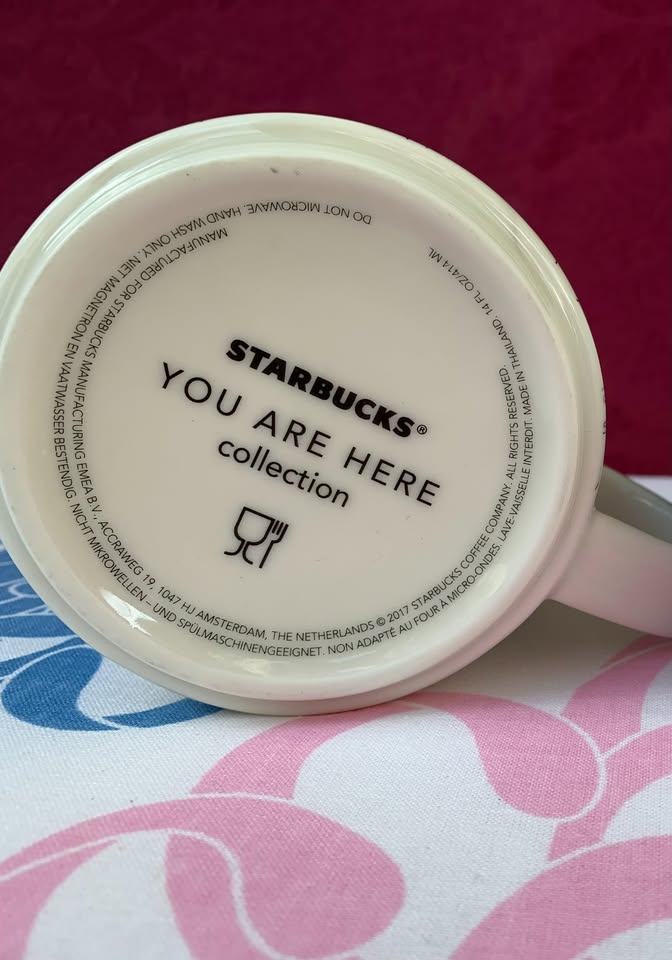 STARBUCKS®
YOU ARE HERE
collection
MANUFACTURED FOR STARBUCKS MANUFACTURING EMEA B.V., ACCRAWEG 19, 1047 HJ AMSTERDAM, THE NETHERLANDS © 2017 STARBUCKS COFFEE COMPANY. ALL RIGHTS RESERVED.
DO NOT MICROWAVE. HAND WASH ONLY. NIET MAGNETRON EN VAATWASSER BESTENDIG. NICHT MIKROWELLEN – UND SPÜLMASCHINENGEEIGNET. NON ADAPTÉ AU FOUR À MICRO-ONDES. LAVE-VAISSELLE INTERDIT. MADE IN THAILAND. 14 FL OZ/414 ML